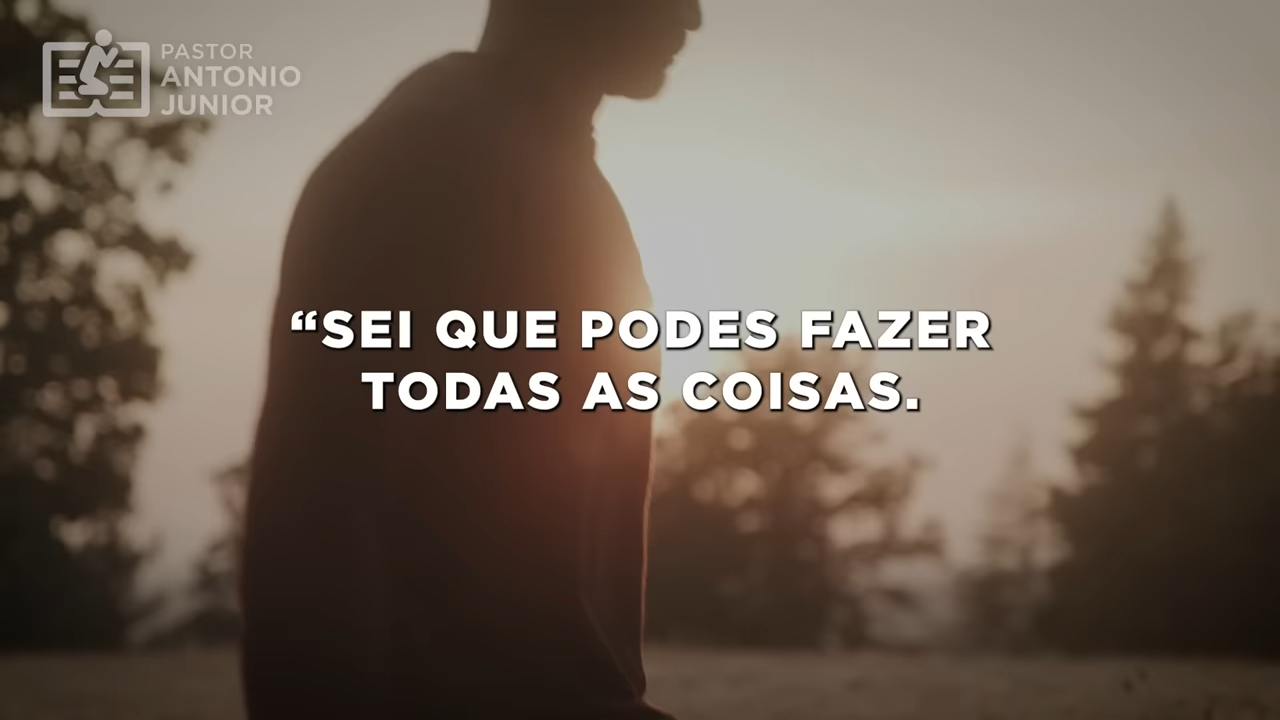 PASTOR
ANTONIO
JUNIOR
“SEI QUE PODES FAZER
TODAS AS COISAS.